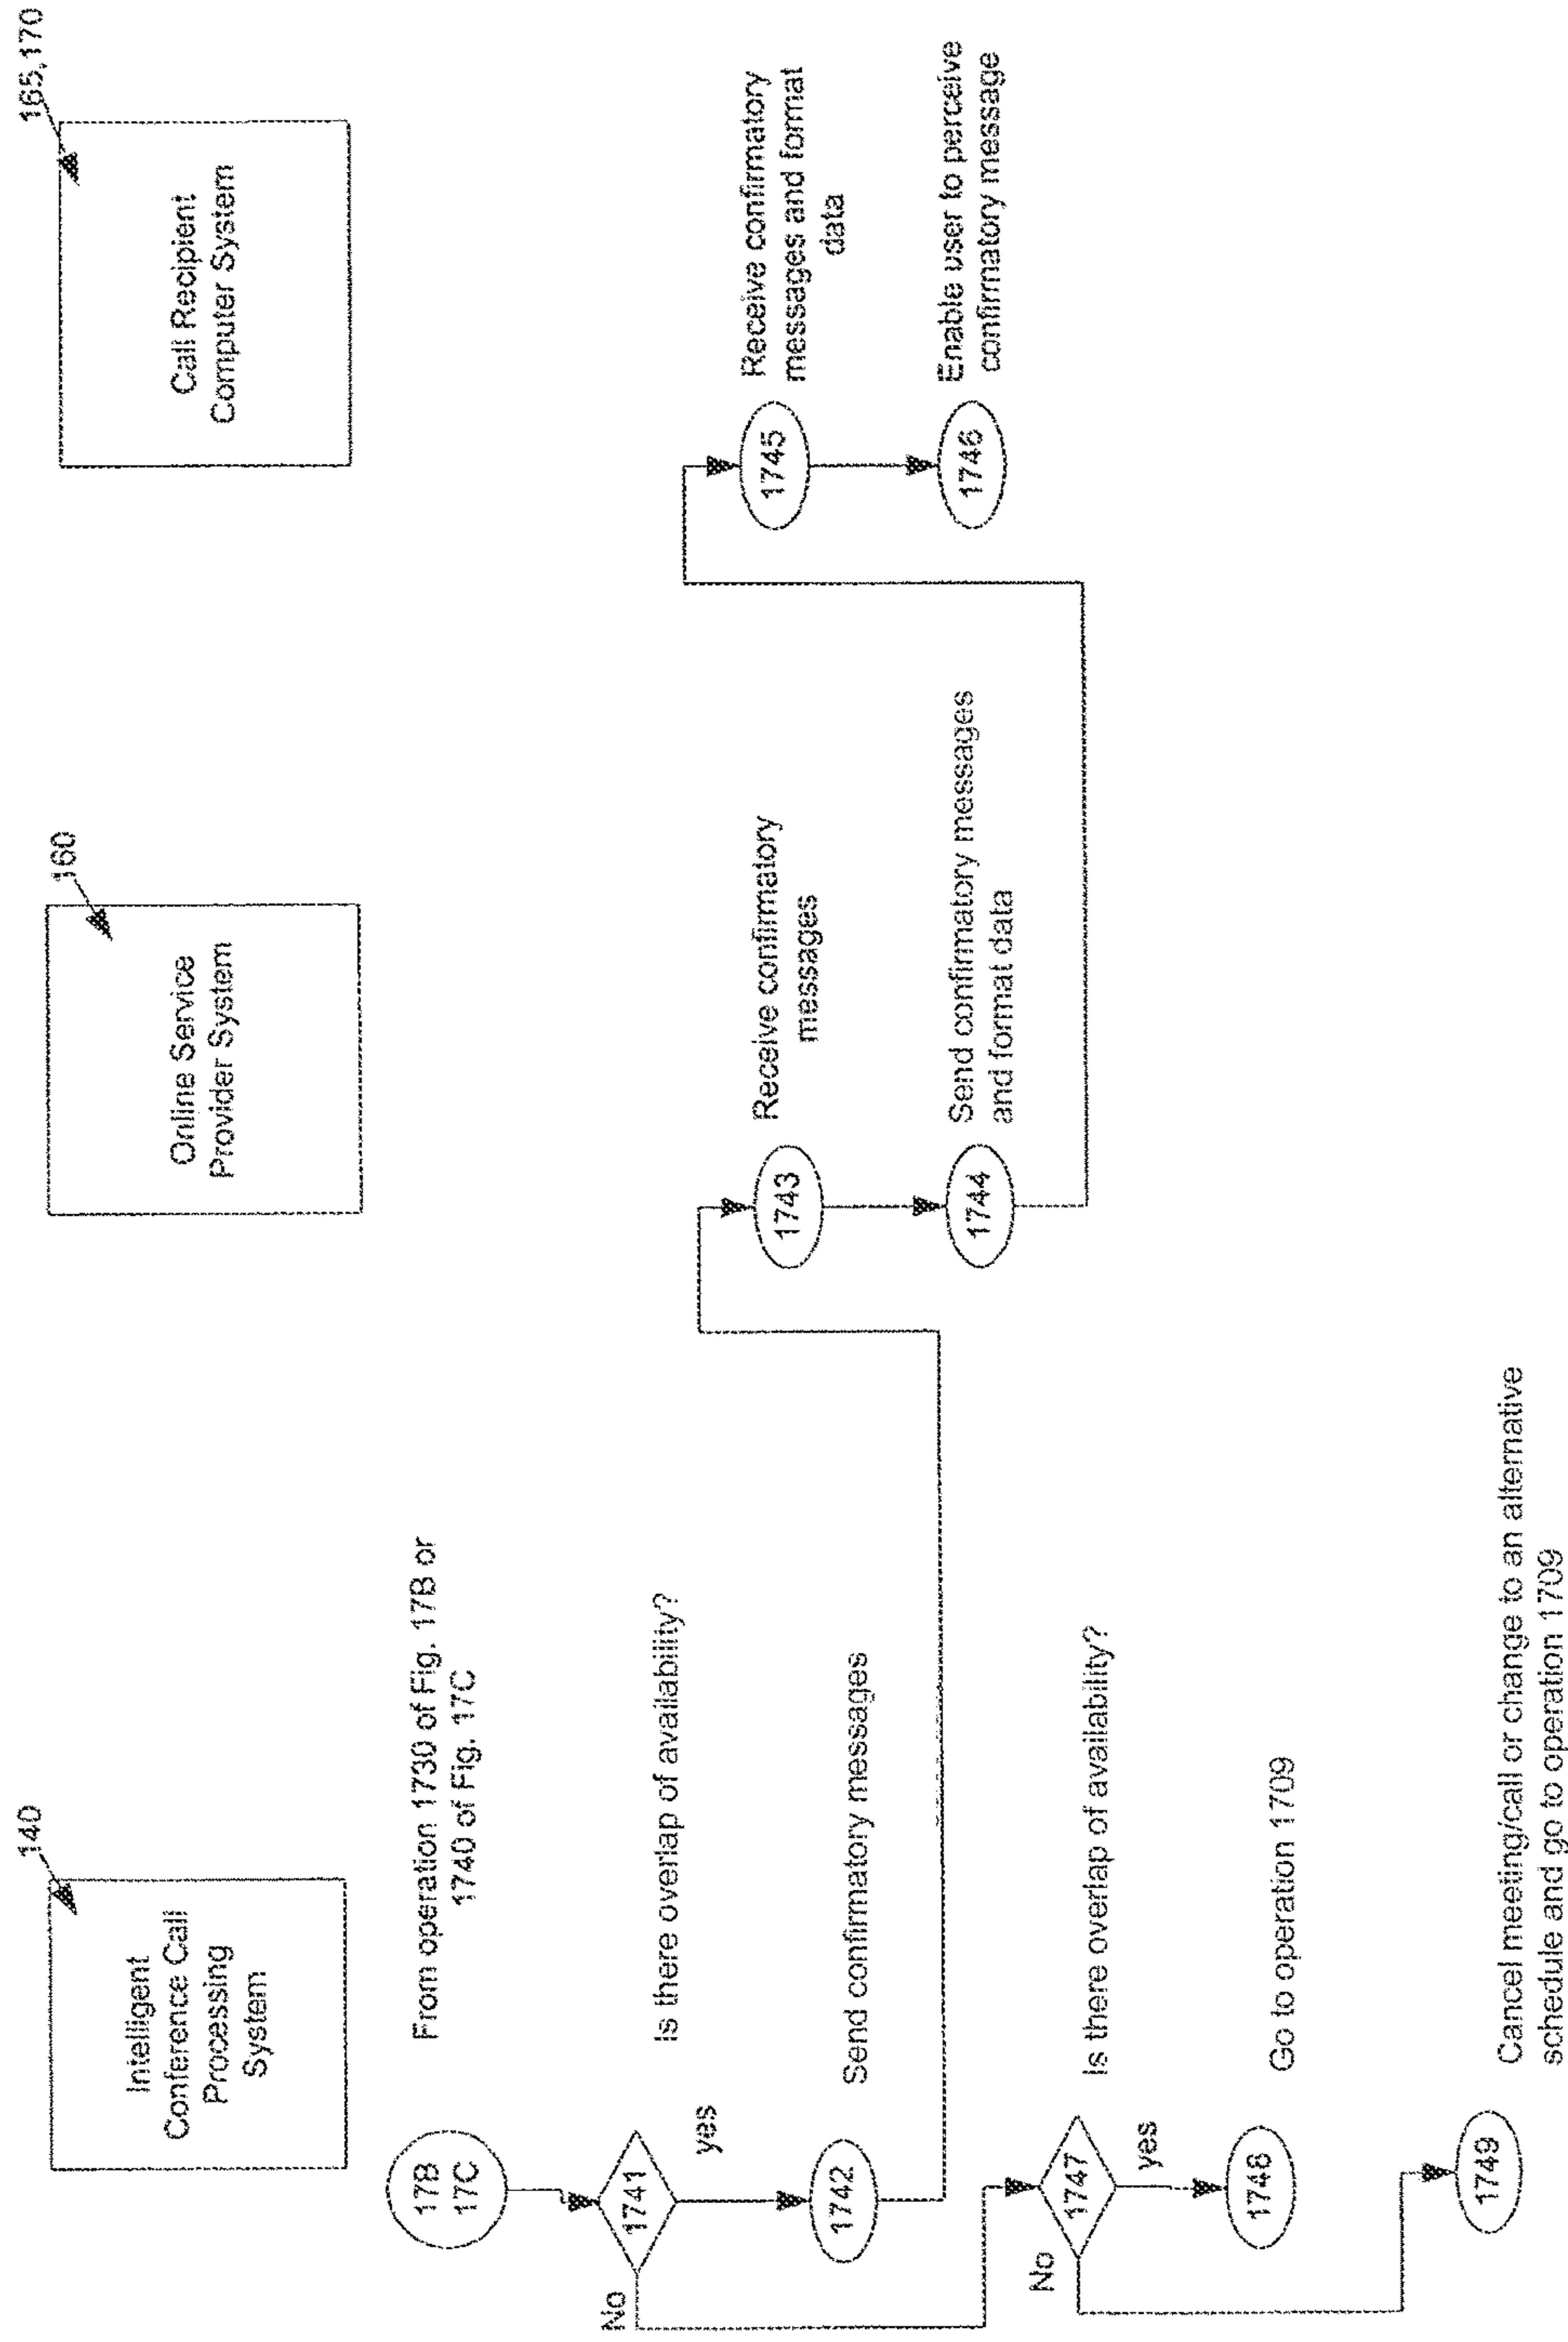 140
Intelligent
Conference Call
Processing
System
160
Online Service
Provider System
165,170
Call Recipient
Computer System
17B
17C
From operation 1730 of Fig. 17B or
1740 of Fig. 17C
1741
Is there overlap of availability?
No
yes
1742
Send confirmatory messages
1743
Receive confirmatory
messages
1744
Send confirmatory messages
and format data
1745
Receive confirmatory
messages and format
data
1746
Enable user to perceive
confirmatory message
1747
Is there overlap of availability?
No
yes
1748
Go to operation 1709
1749
Cancel meeting/call or change to an alternative
schedule and go to operation 1709